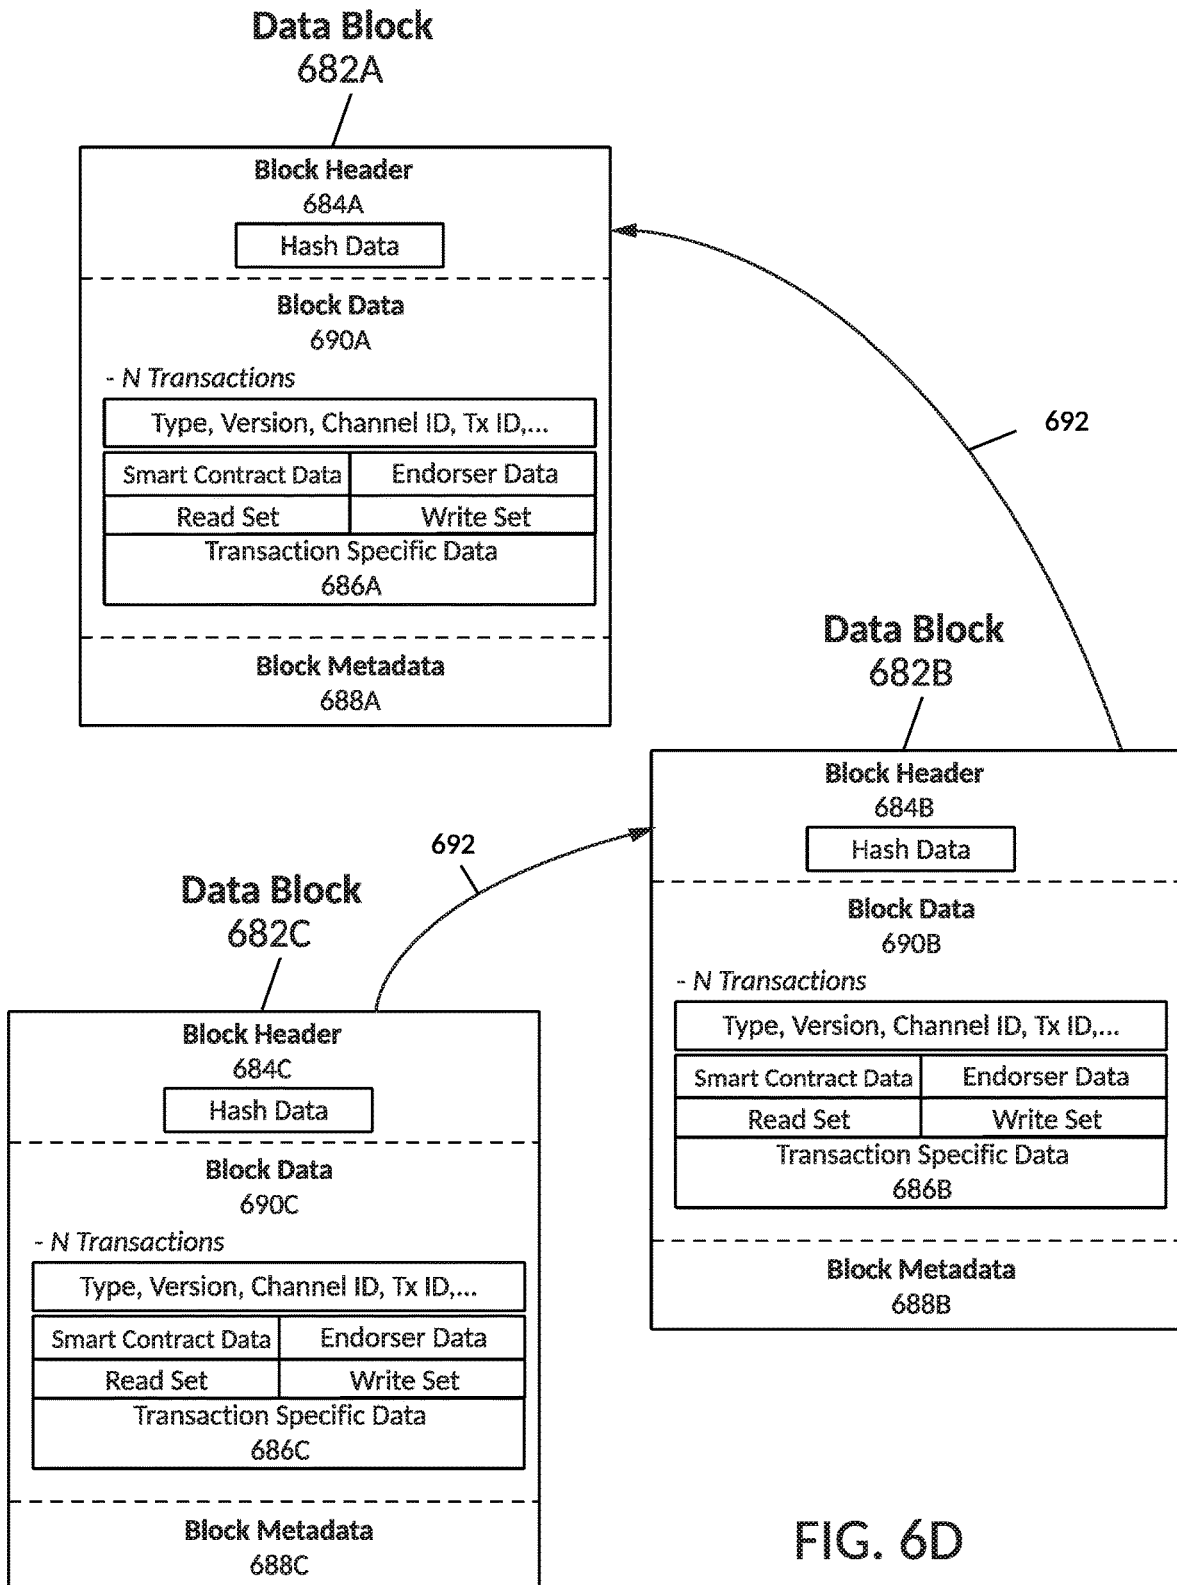 Data Block
682A
Block Header
684A
Hash Data
Block Data
690A
- N Transactions
Type, Version, Channel ID, Tx ID,...
Smart Contract Data
Endorser Data
Read Set
Write Set
Transaction Specific Data
686A
Block Metadata
688A
692
Data Block
682B
Block Header
684B
Hash Data
Block Data
690B
- N Transactions
Type, Version, Channel ID, Tx ID,...
Smart Contract Data
Endorser Data
Read Set
Write Set
Transaction Specific Data
686B
Block Metadata
688B
692
Data Block
682C
Block Header
684C
Hash Data
Block Data
690C
- N Transactions
Type, Version, Channel ID, Tx ID,...
Smart Contract Data
Endorser Data
Read Set
Write Set
Transaction Specific Data
686C
Block Metadata
688C
FIG. 6D